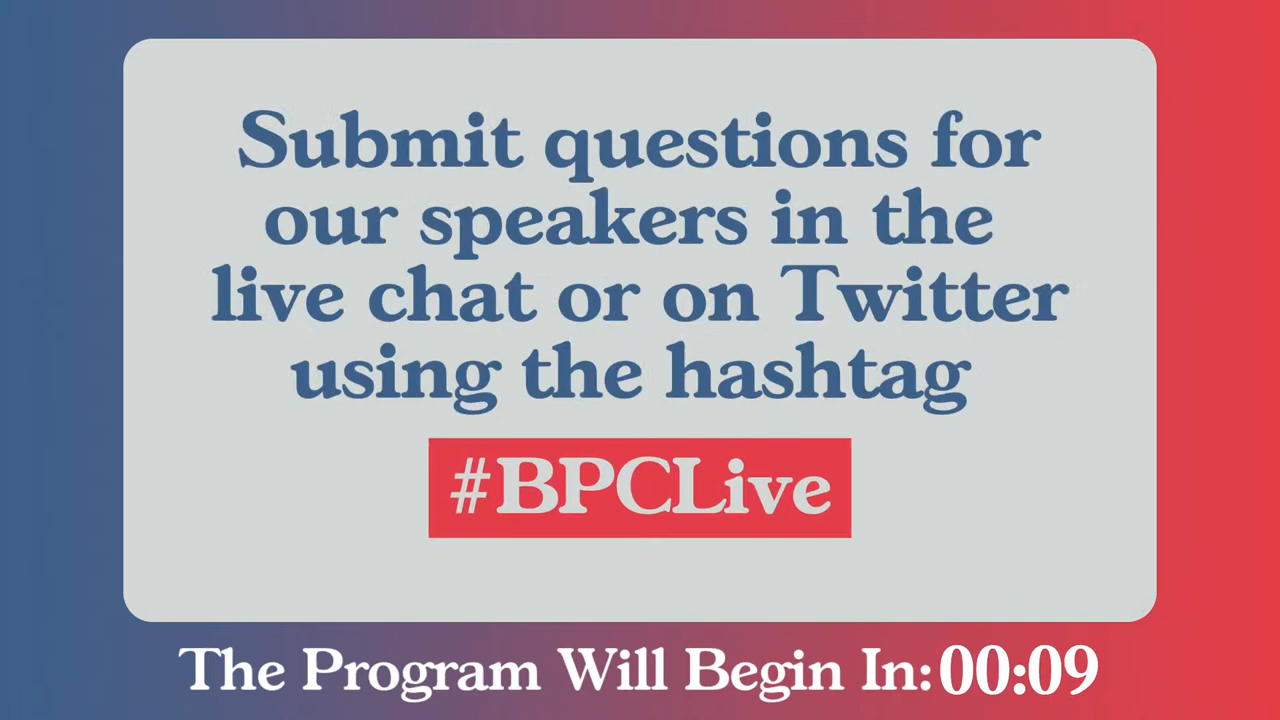 Submit questions for
our speakers in the
live chat or on Twitter
using the hashtag
#BPCLive
The Program Will Begin In: 00:09